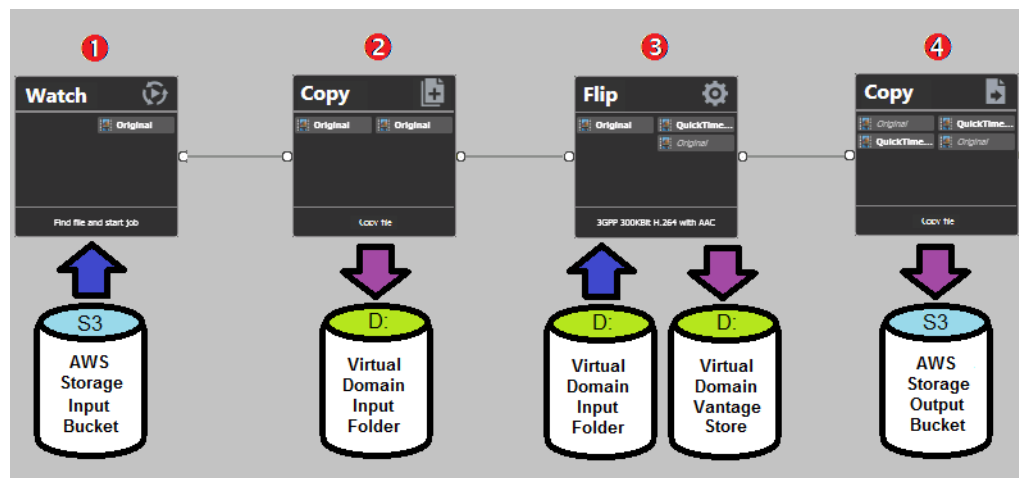 1
2
3
4
Watch
Original
Find file and start job
Copy
Original
Original
Copy file
Flip
Original
QuickTime...
Original
3GPP 300KBit H.264 with AAC
Copy
Original
QuickTime...
QuickTime...
Original
Copy file
S3
AWS
Storage
Input
Bucket
D:
Virtual
Domain
Input
Folder
D:
Virtual
Domain
Input
Folder
D:
Virtual
Domain
Vantage
Store
S3
AWS
Storage
Output
Bucket